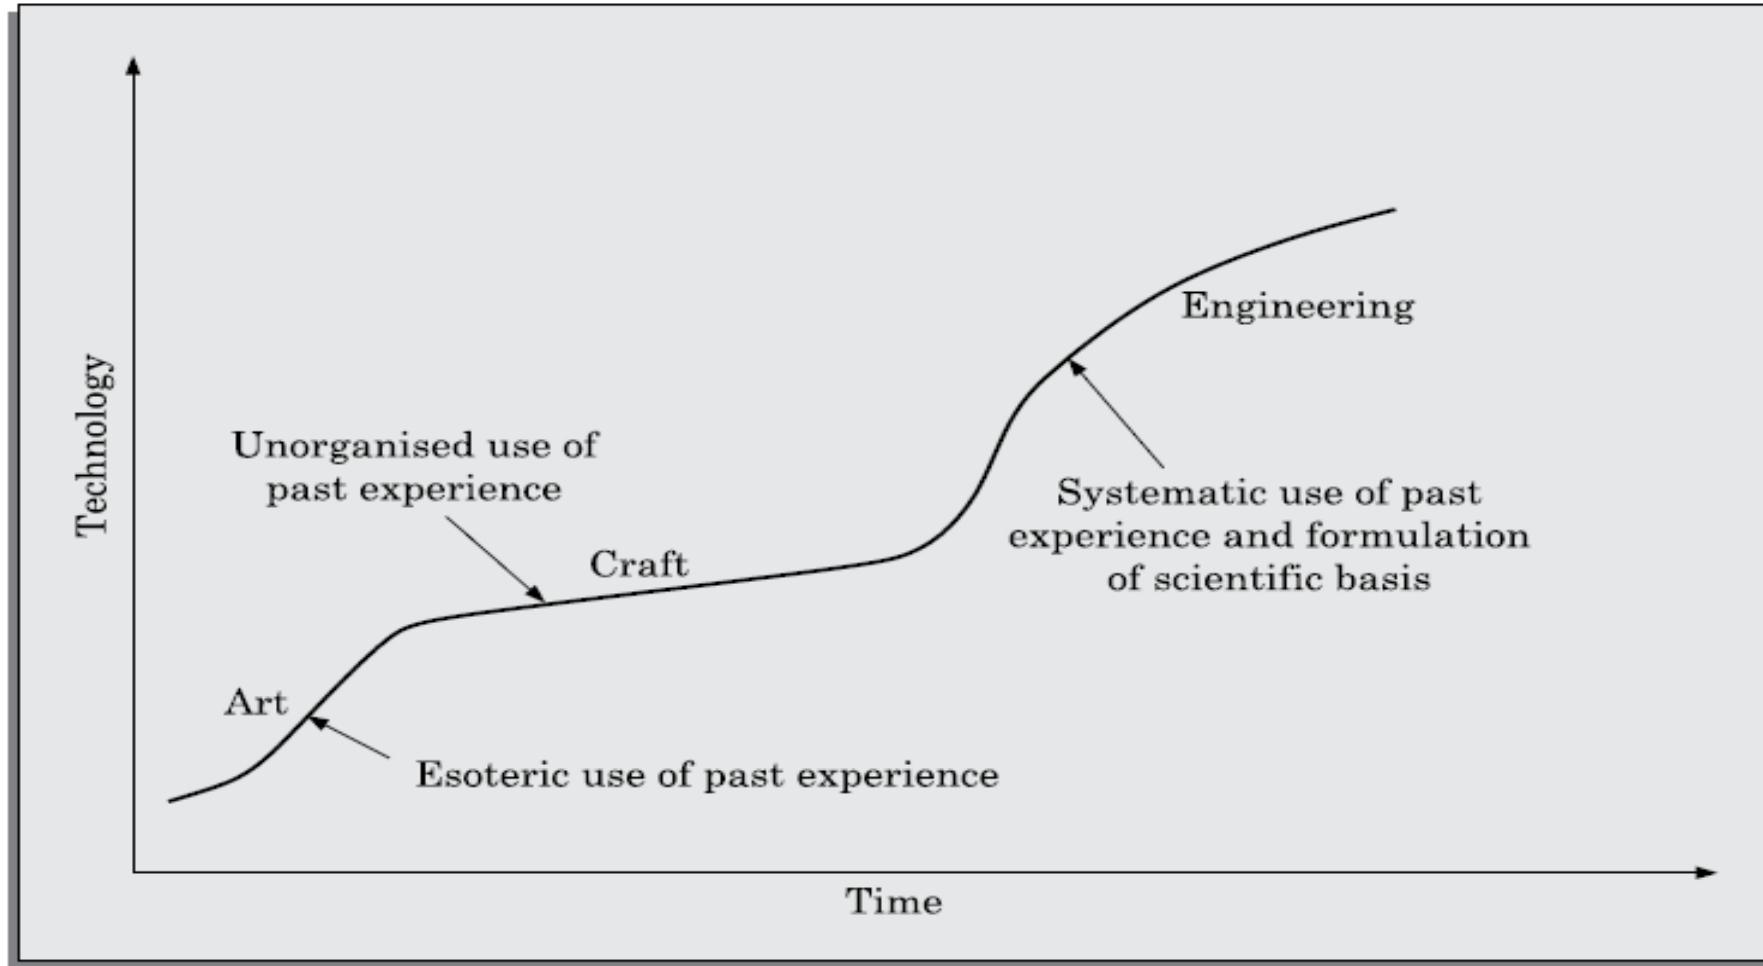 Technology
Unorganised use of
past experience
Craft
Art
Esoteric use of past experience
Engineering
Systematic use of past
experience and formulation
of scientific basis
Time